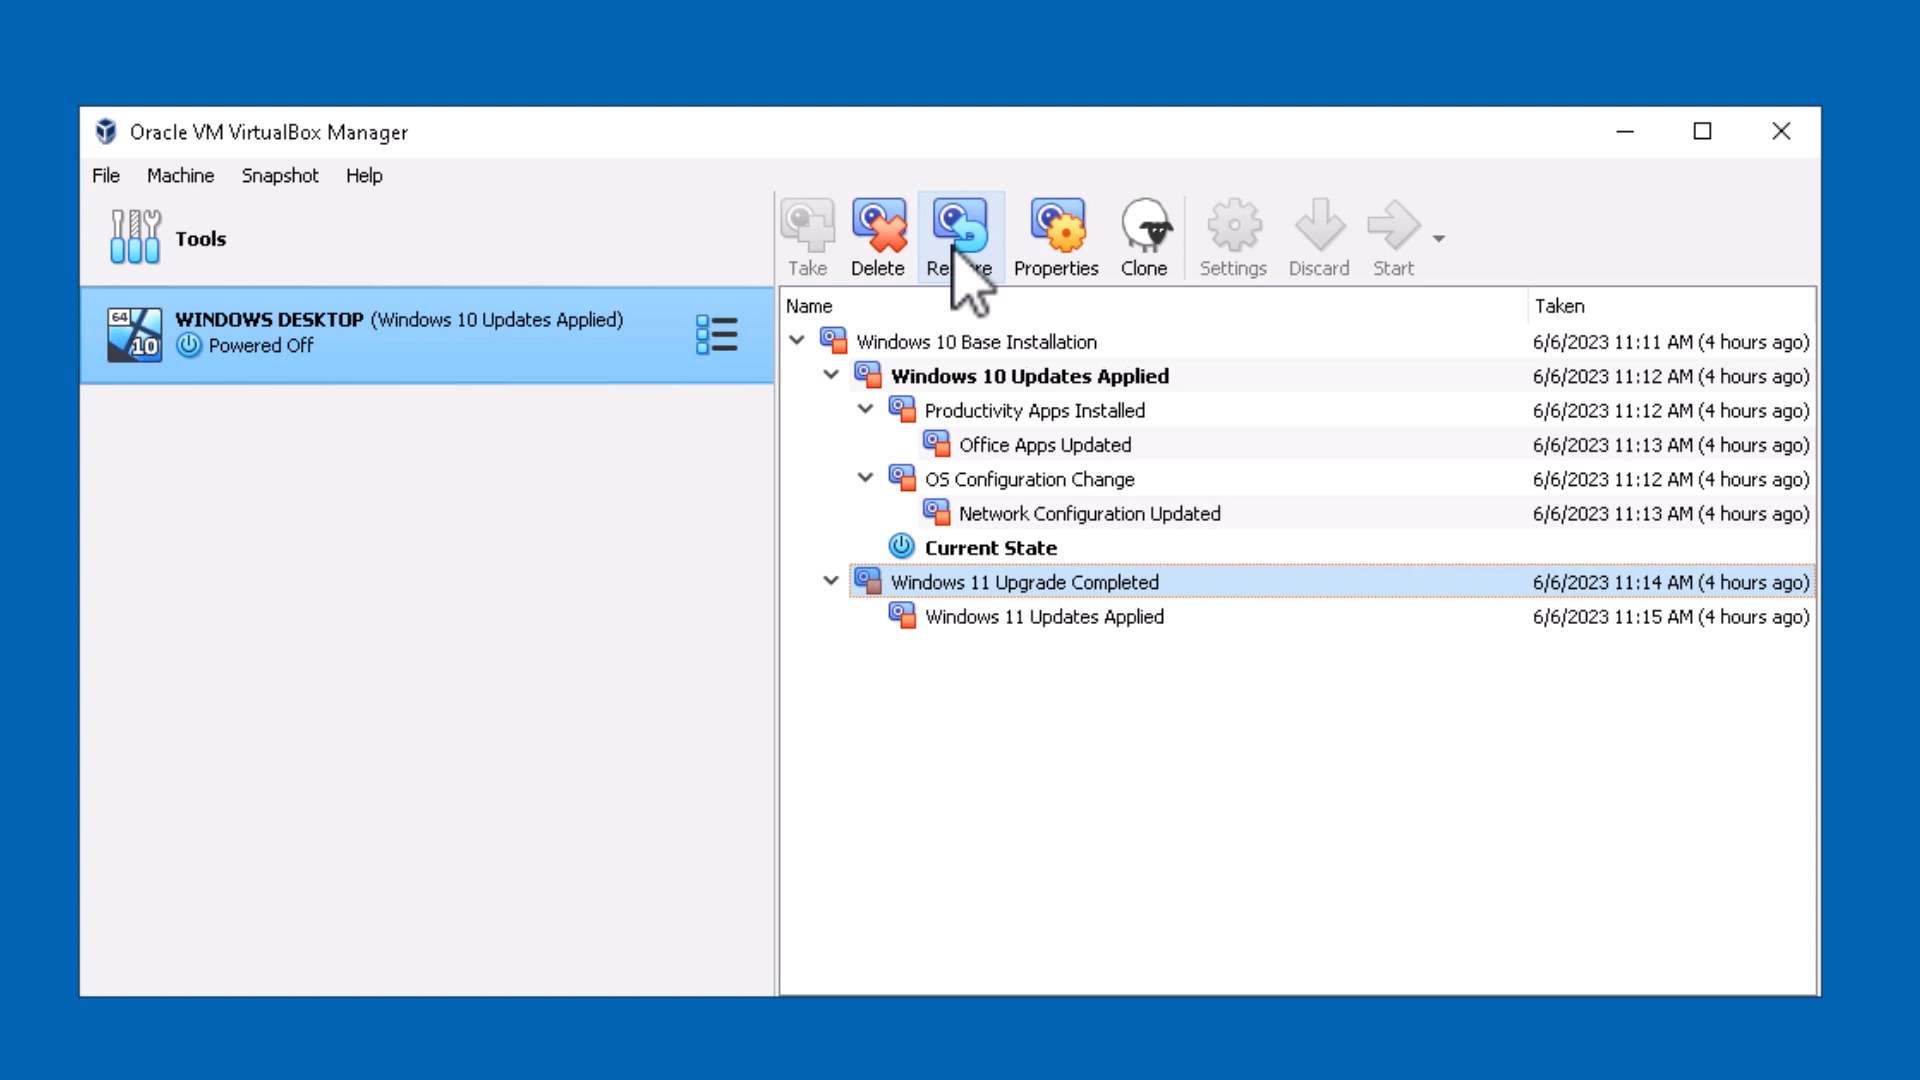 Oracle VM VirtualBox Manager
File Machine Snapshot Help
Tools
Take Delete Properties Clone Settings Discard Start
64
10
WINDOWS DESKTOP (Windows 10 Updates Applied)
Powered Off
Name Taken
Windows 10 Base Installation 6/6/2023 11:11 AM (4 hours ago)
Windows 10 Updates Applied 6/6/2023 11:12 AM (4 hours ago)
Productivity Apps Installed 6/6/2023 11:12 AM (4 hours ago)
Office Apps Updated 6/6/2023 11:13 AM (4 hours ago)
OS Configuration Change 6/6/2023 11:12 AM (4 hours ago)
Network Configuration Updated 6/6/2023 11:13 AM (4 hours ago)
Current State
Windows 11 Upgrade Completed 6/6/2023 11:14 AM (4 hours ago)
Windows 11 Updates Applied 6/6/2023 11:15 AM (4 hours ago)